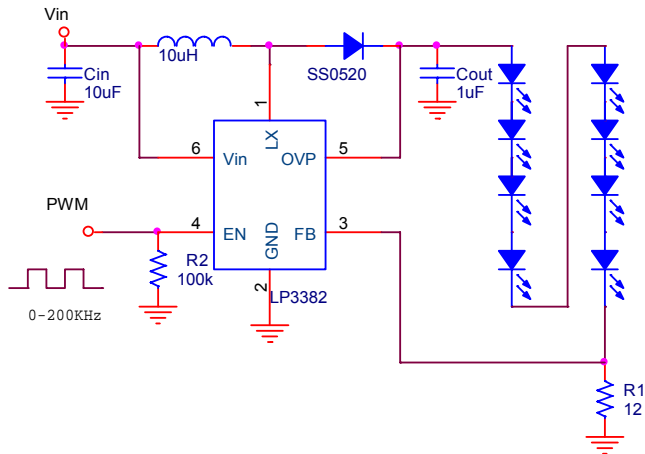 Vin
10uH
SS0520
Cin
10uF
Cout
1uF
1
LX
6
Vin
OVP
5
PWM
4
EN
GND
FB
3
R2
100k
2
LP3382
0-200KHz
R1
12